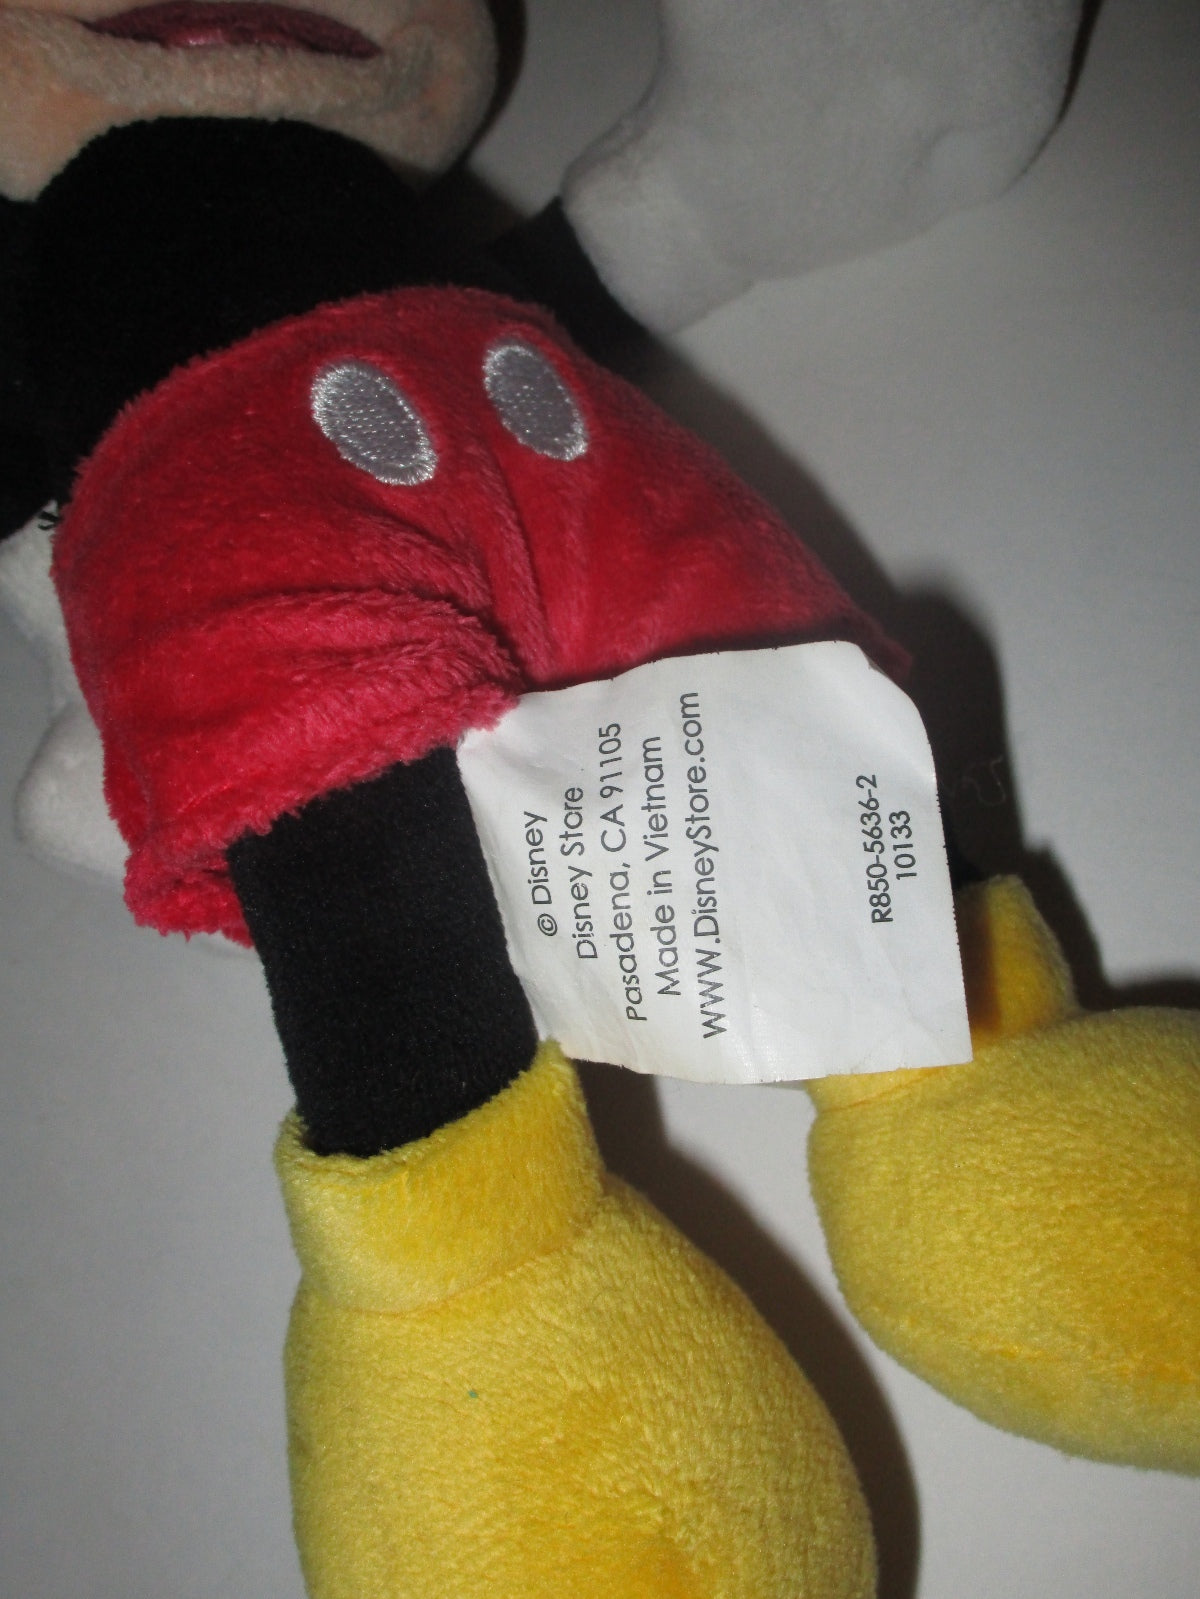 © Disney
Disney Store
Pasadena, CA 91105
Made in Vietnam
www.DisneyStore.com
R850-5636-2
10133